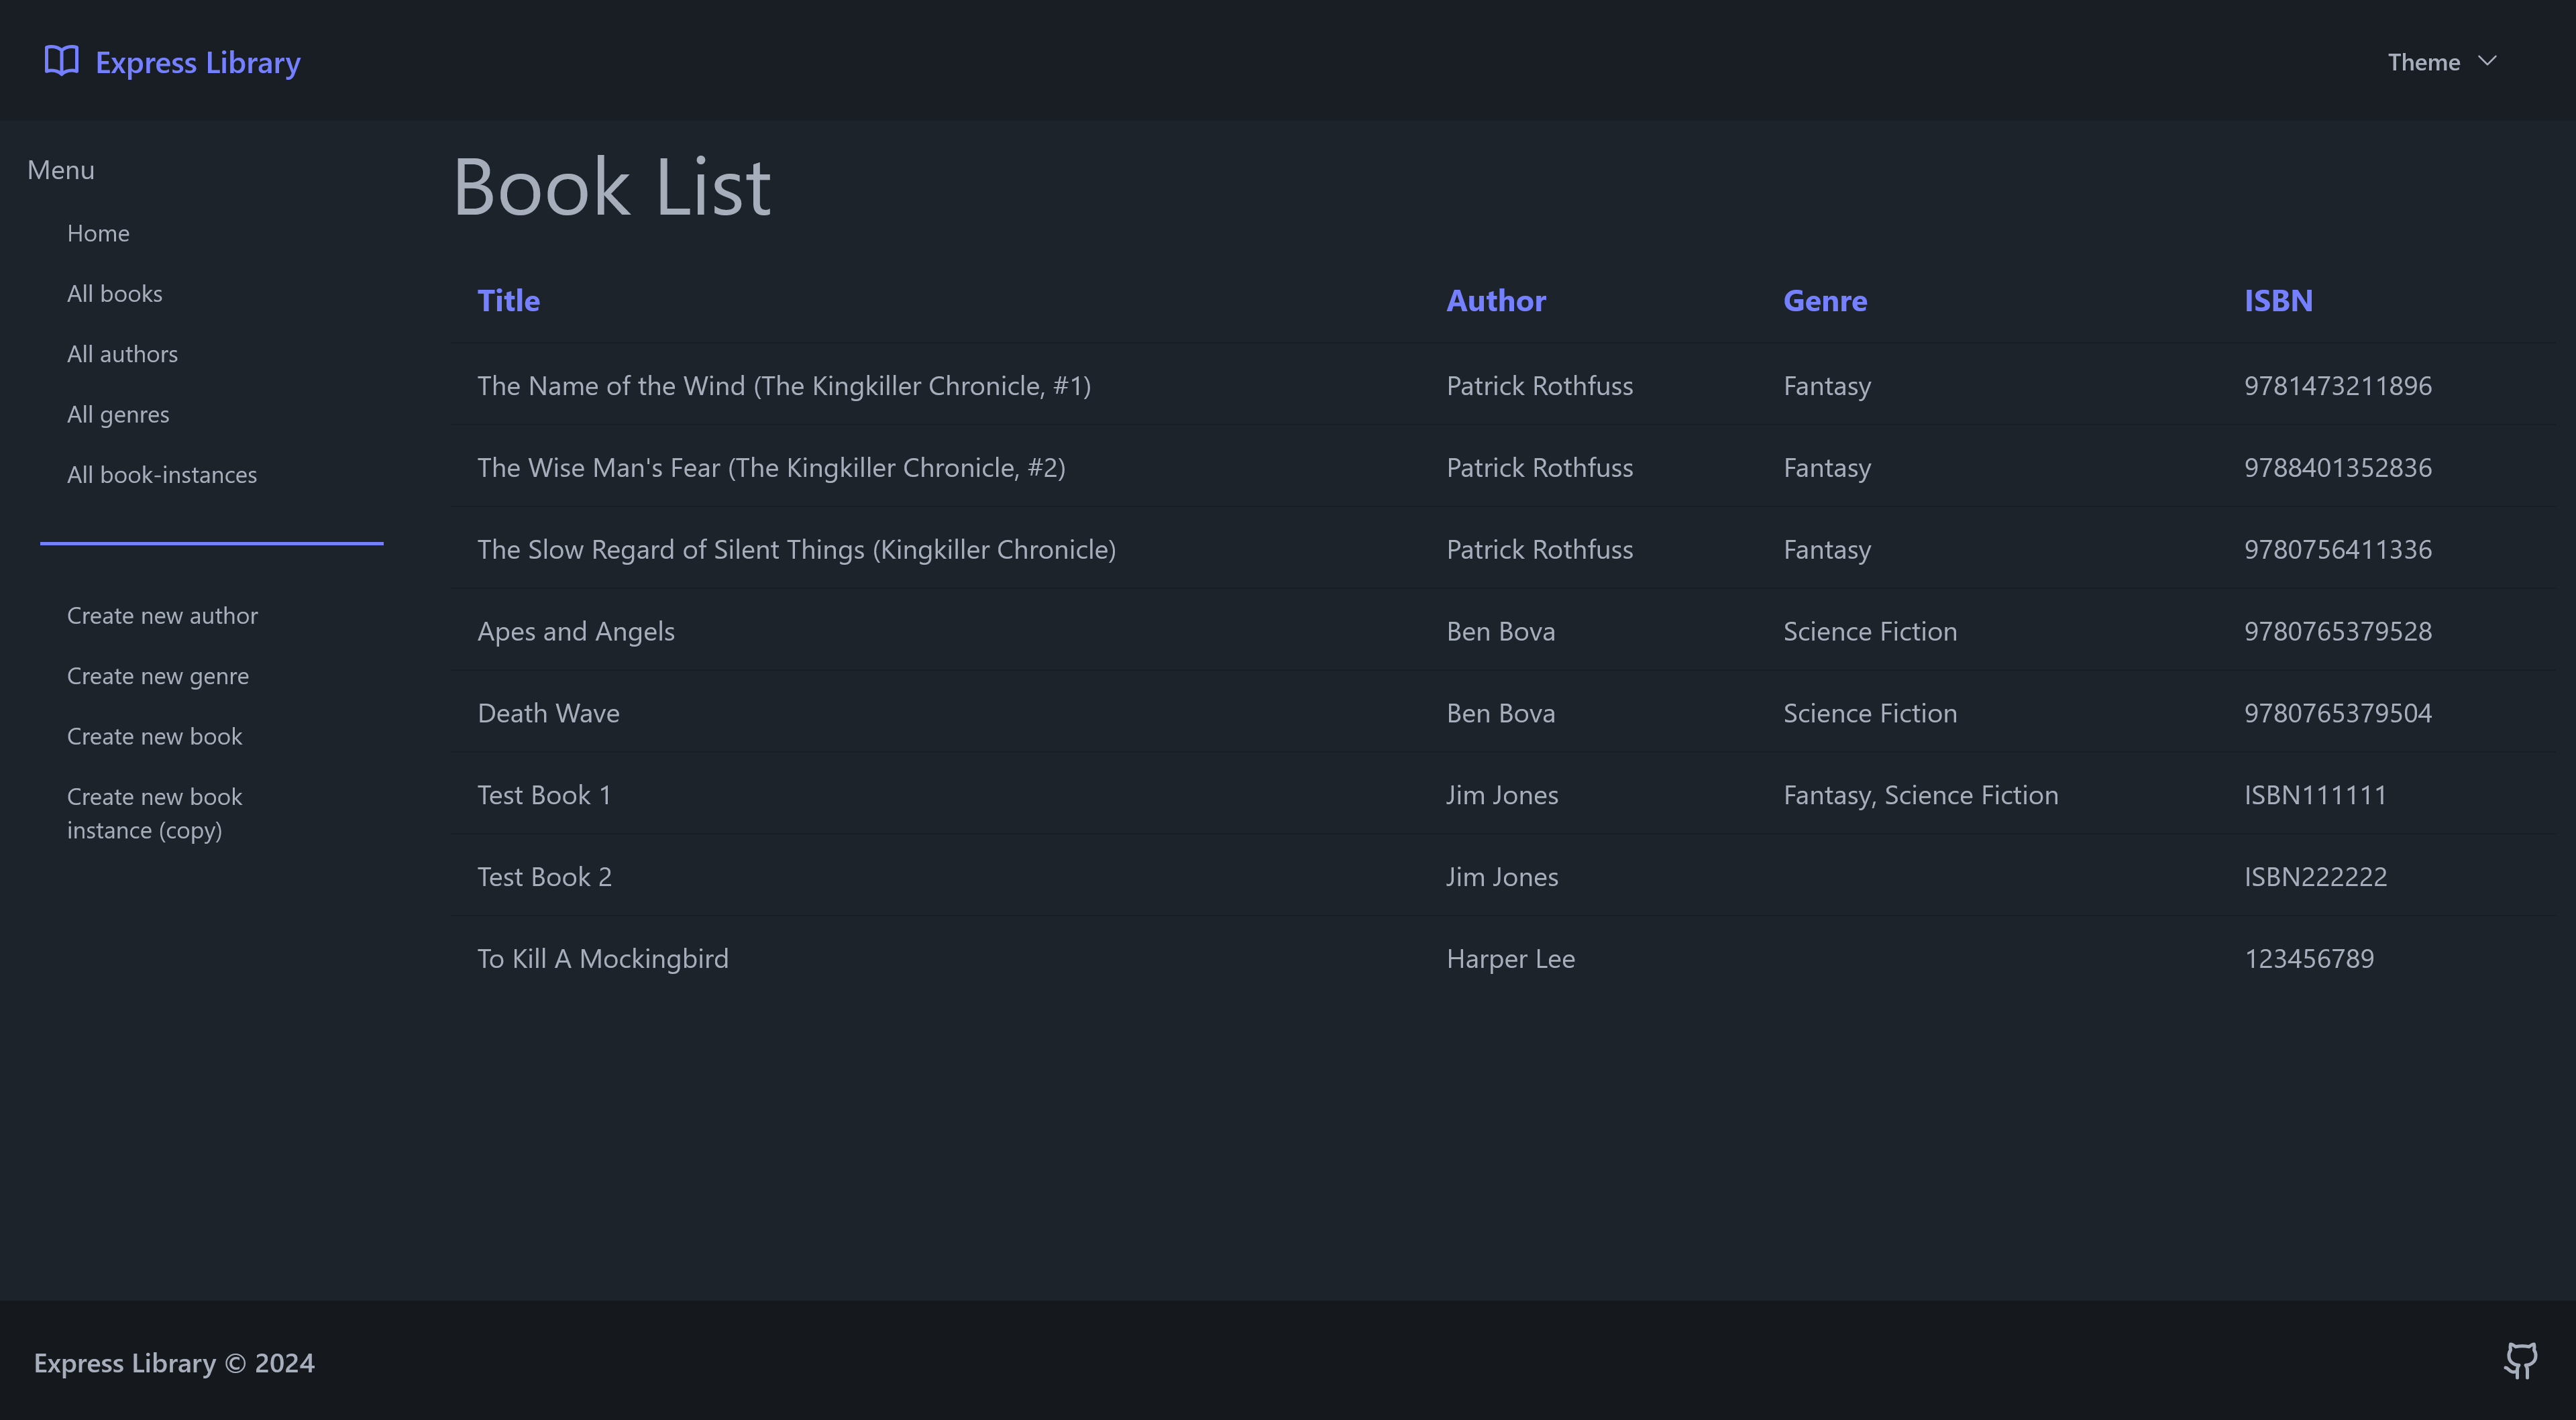 Express Library
Theme
Menu
Home
All books
All authors
All genres
All book-instances
Create new author
Create new genre
Create new book
Create new book
instance (copy)
Book List
Title Author Genre ISBN
The Name of the Wind (The Kingkiller Chronicle, #1) Patrick Rothfuss Fantasy 9781473211896
The Wise Man's Fear (The Kingkiller Chronicle, #2) Patrick Rothfuss Fantasy 9788401352836
The Slow Regard of Silent Things (Kingkiller Chronicle) Patrick Rothfuss Fantasy 9780756411336
Apes and Angels Ben Bova Science Fiction 9780765379528
Death Wave Ben Bova Science Fiction 9780765379504
Test Book 1 Jim Jones Fantasy, Science Fiction ISBN111111
Test Book 2 Jim Jones ISBN222222
To Kill A Mockingbird Harper Lee 123456789
Express Library © 2024